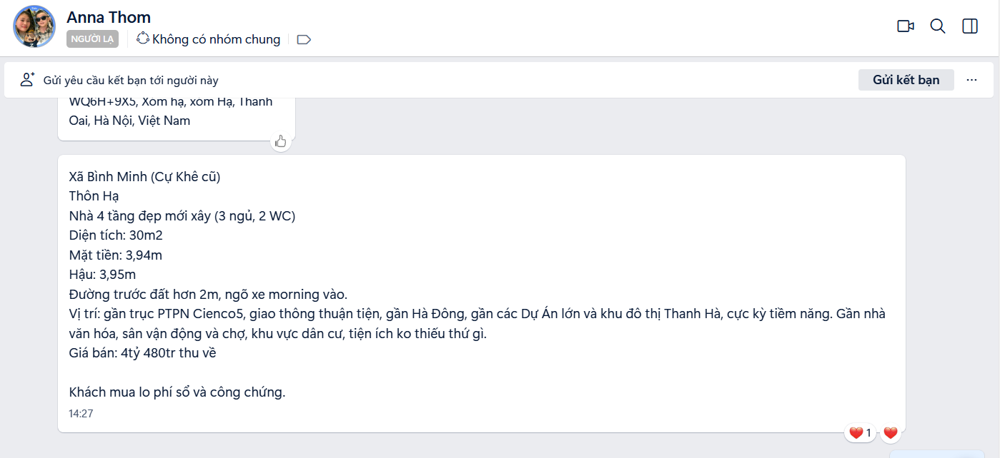 Anna Thom
NGƯỜI LẠ
Không có nhóm chung
Gửi yêu cầu kết bạn tới người này
Gửi kết bạn
WQ6H+9X5, Xóm hạ, xóm Hạ, Thanh
Oai, Hà Nội, Việt Nam
Xã Bình Minh (Cự Khê cũ)
Thôn Hạ
Nhà 4 tầng đẹp mới xây (3 ngủ, 2 WC)
Diện tích: 30m2
Mặt tiền: 3,94m
Hậu: 3,95m
Đường trước đất hơn 2m, ngõ xe morning vào.
Vị trí: gần trục PTPN Cienco5, giao thông thuận tiện, gần Hà Đông, gần các Dự Án lớn và khu đô thị Thanh Hà, cực kỳ tiềm năng. Gần nhà
văn hóa, sân vận động và chợ, khu vực dân cư, tiện ích ko thiếu thứ gì.
Giá bán: 4tỷ 480tr thu về
Khách mua lo phí sổ và công chứng.
14:27
1